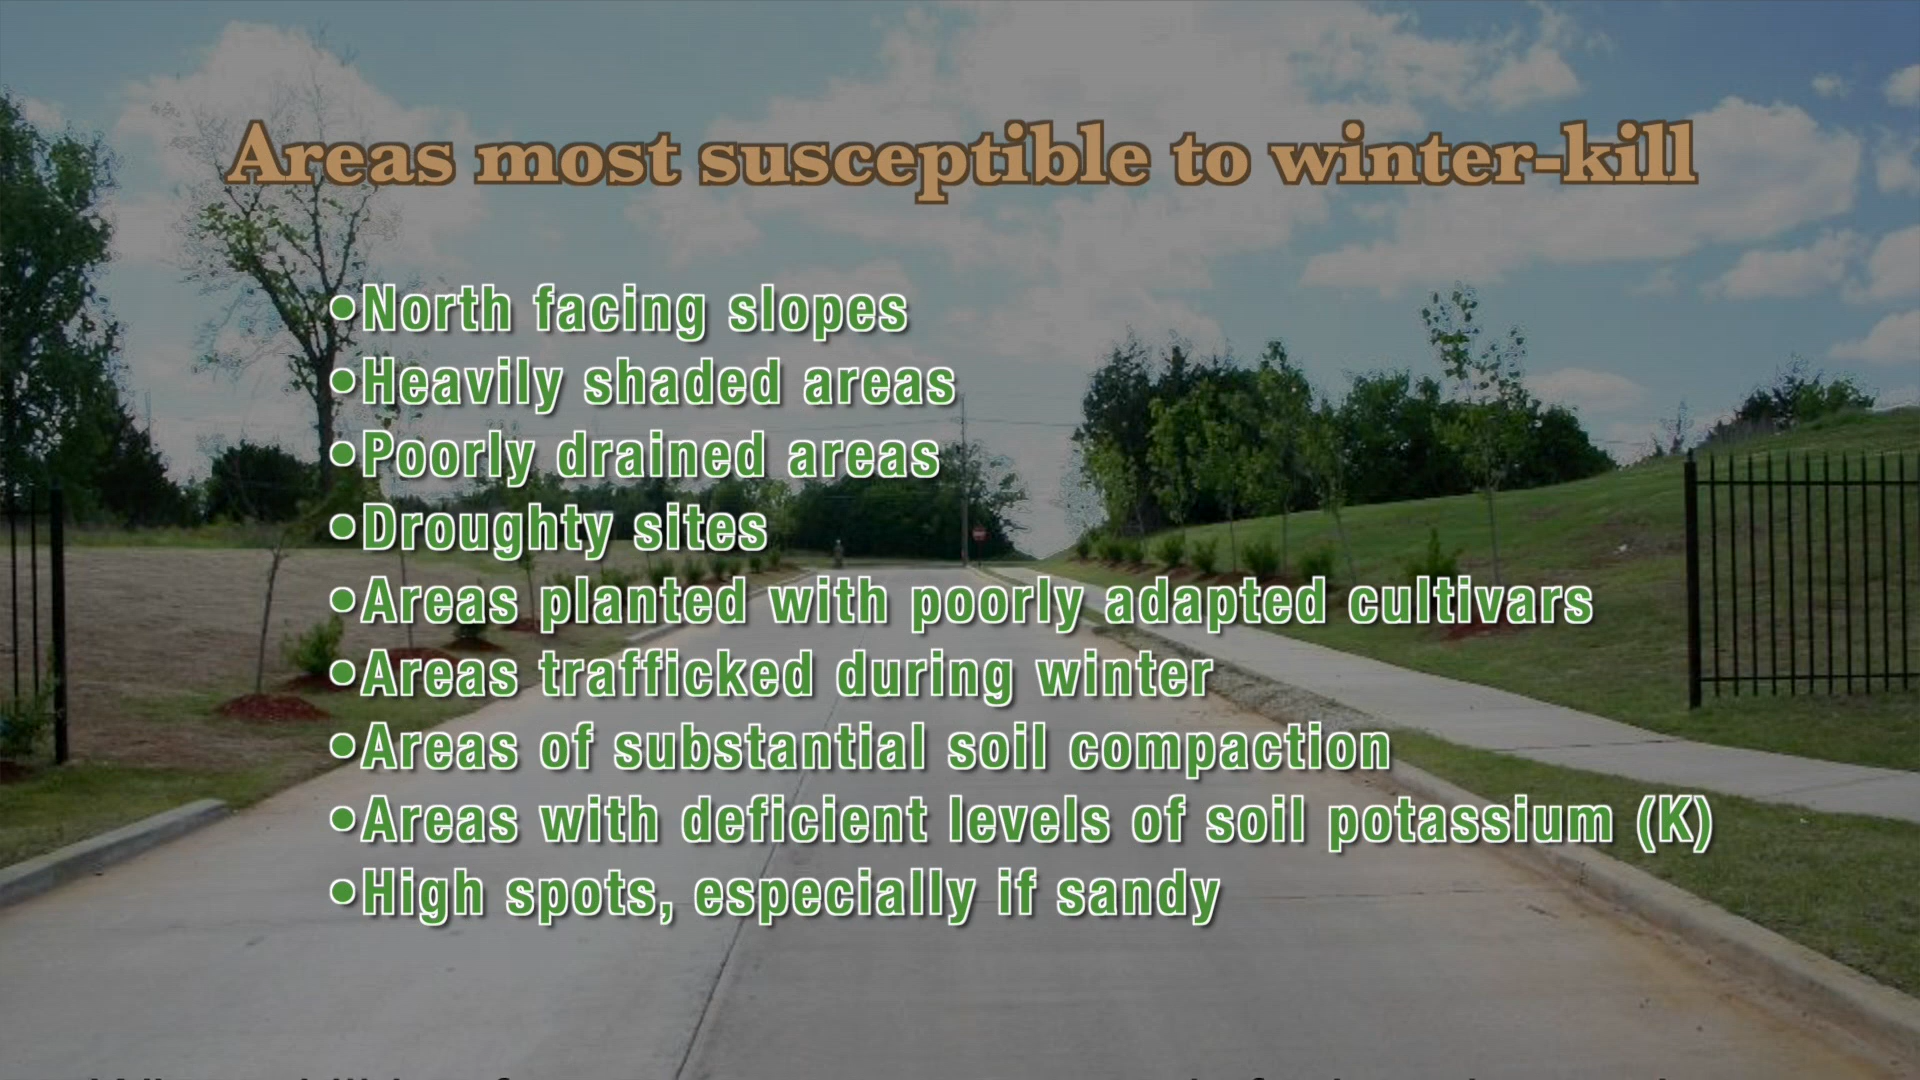 Areas most susceptible to winter-kill
•North facing slopes
•Heavily shaded areas
•Poorly drained areas
•Droughty sites
•Areas planted with poorly adapted cultivars
•Areas trafficked during winter
•Areas of substantial soil compaction
•Areas with deficient levels of soil potassium (K)
•High spots, especially if sandy